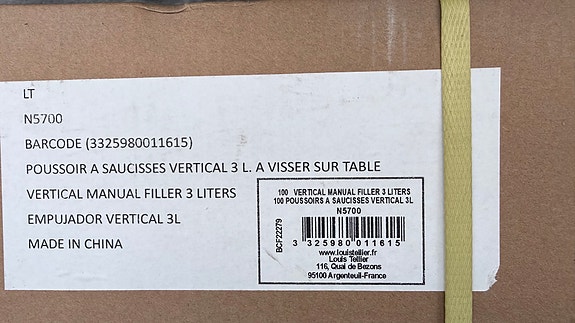 LT
N5700
BARCODE (3325980011615)
POUSSOIR A SAUCISSES VERTICAL 3 L. A VISSER SUR TABLE
VERTICAL MANUAL FILLER 3 LITERS
EMPUJADOR VERTICAL 3L
MADE IN CHINA
100 VERTICAL MANUAL FILLER 3 LITERS
100 POUSSOIRS A SAUCISSES VERTICAL 3L
N5700
BCF22279
3 325980 011615
www.louistellier.fr
Louis Tellier
116, Quai de Bezons
95100 Argenteuil-France